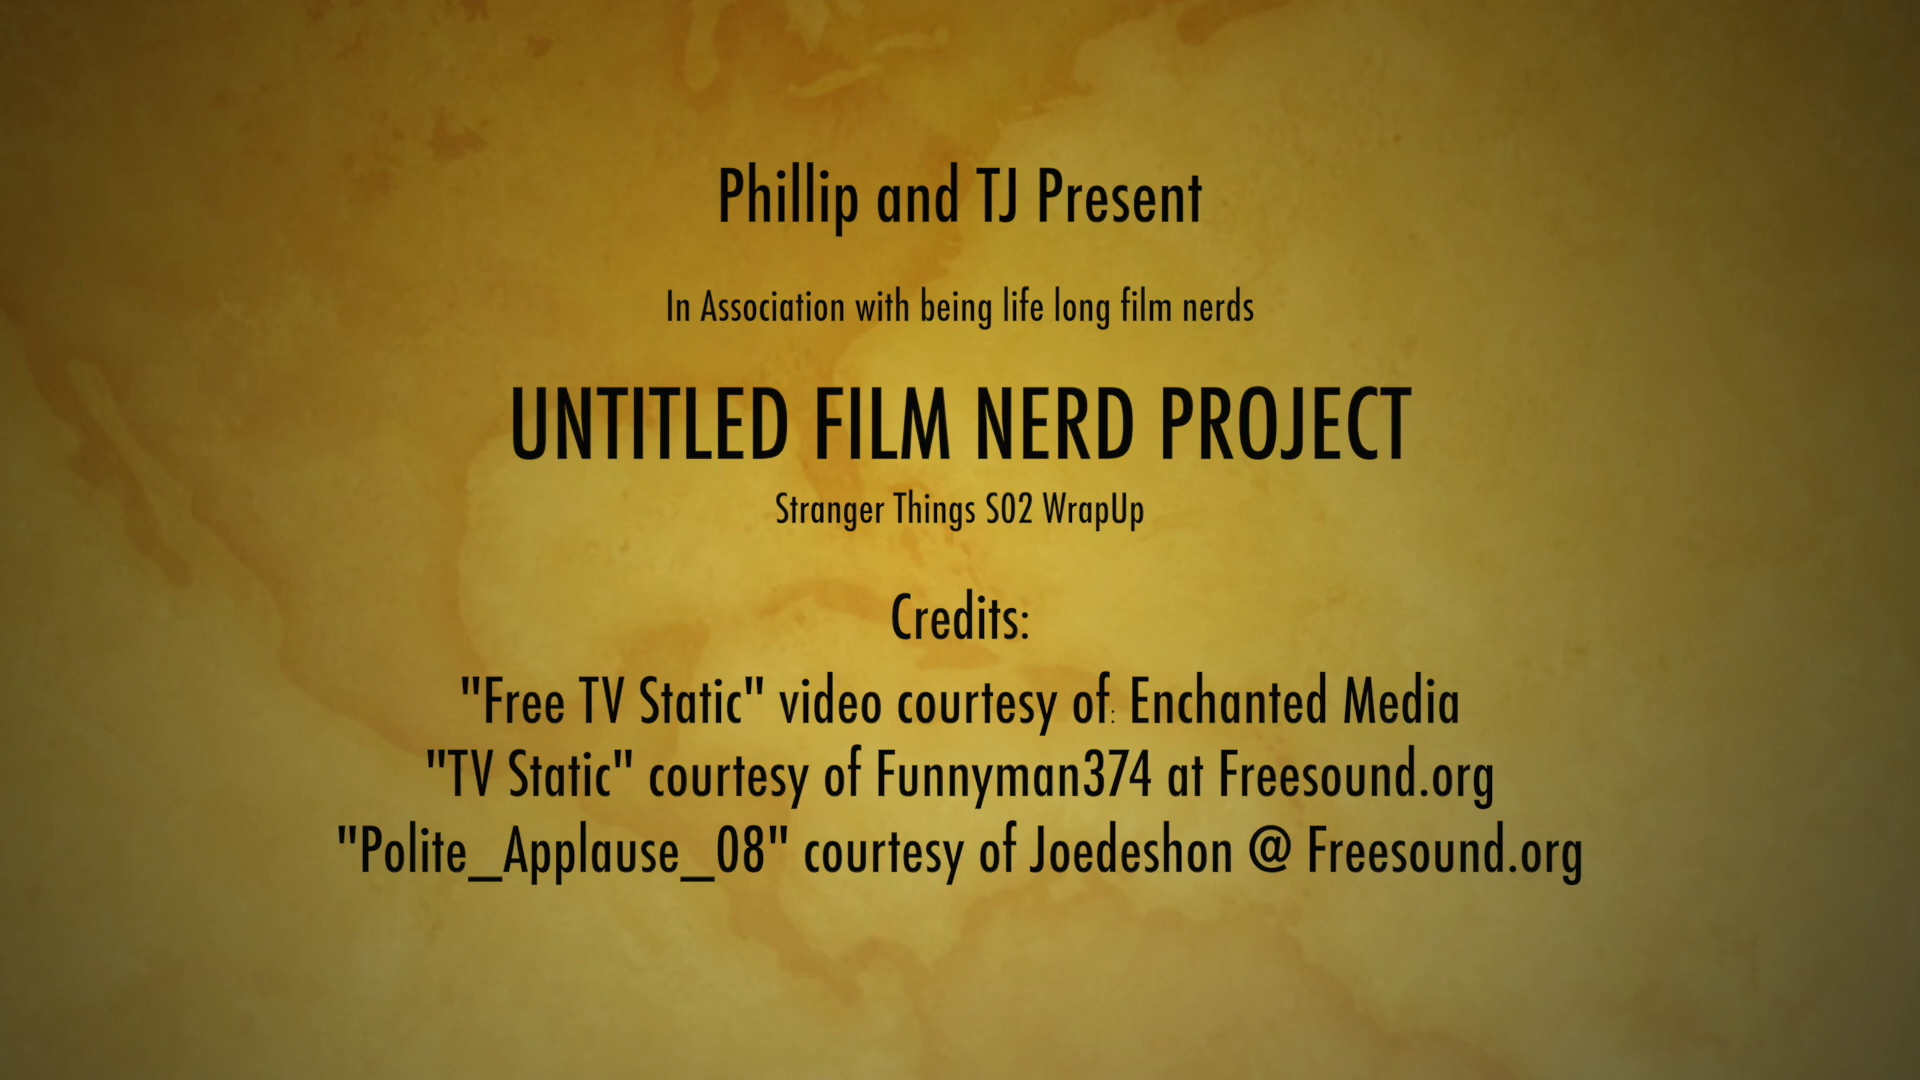 Phillip and TJ Present
In Association with being life long film nerds
UNTITLED FILM NERD PROJECT
Stranger Things S02 WrapUp
Credits:
"Free TV Static" video courtesy of: Enchanted Media
"TV Static" courtesy of Funnyman374 at Freesound.org
"Polite_Applause_08" courtesy of Joedeshon @ Freesound.org